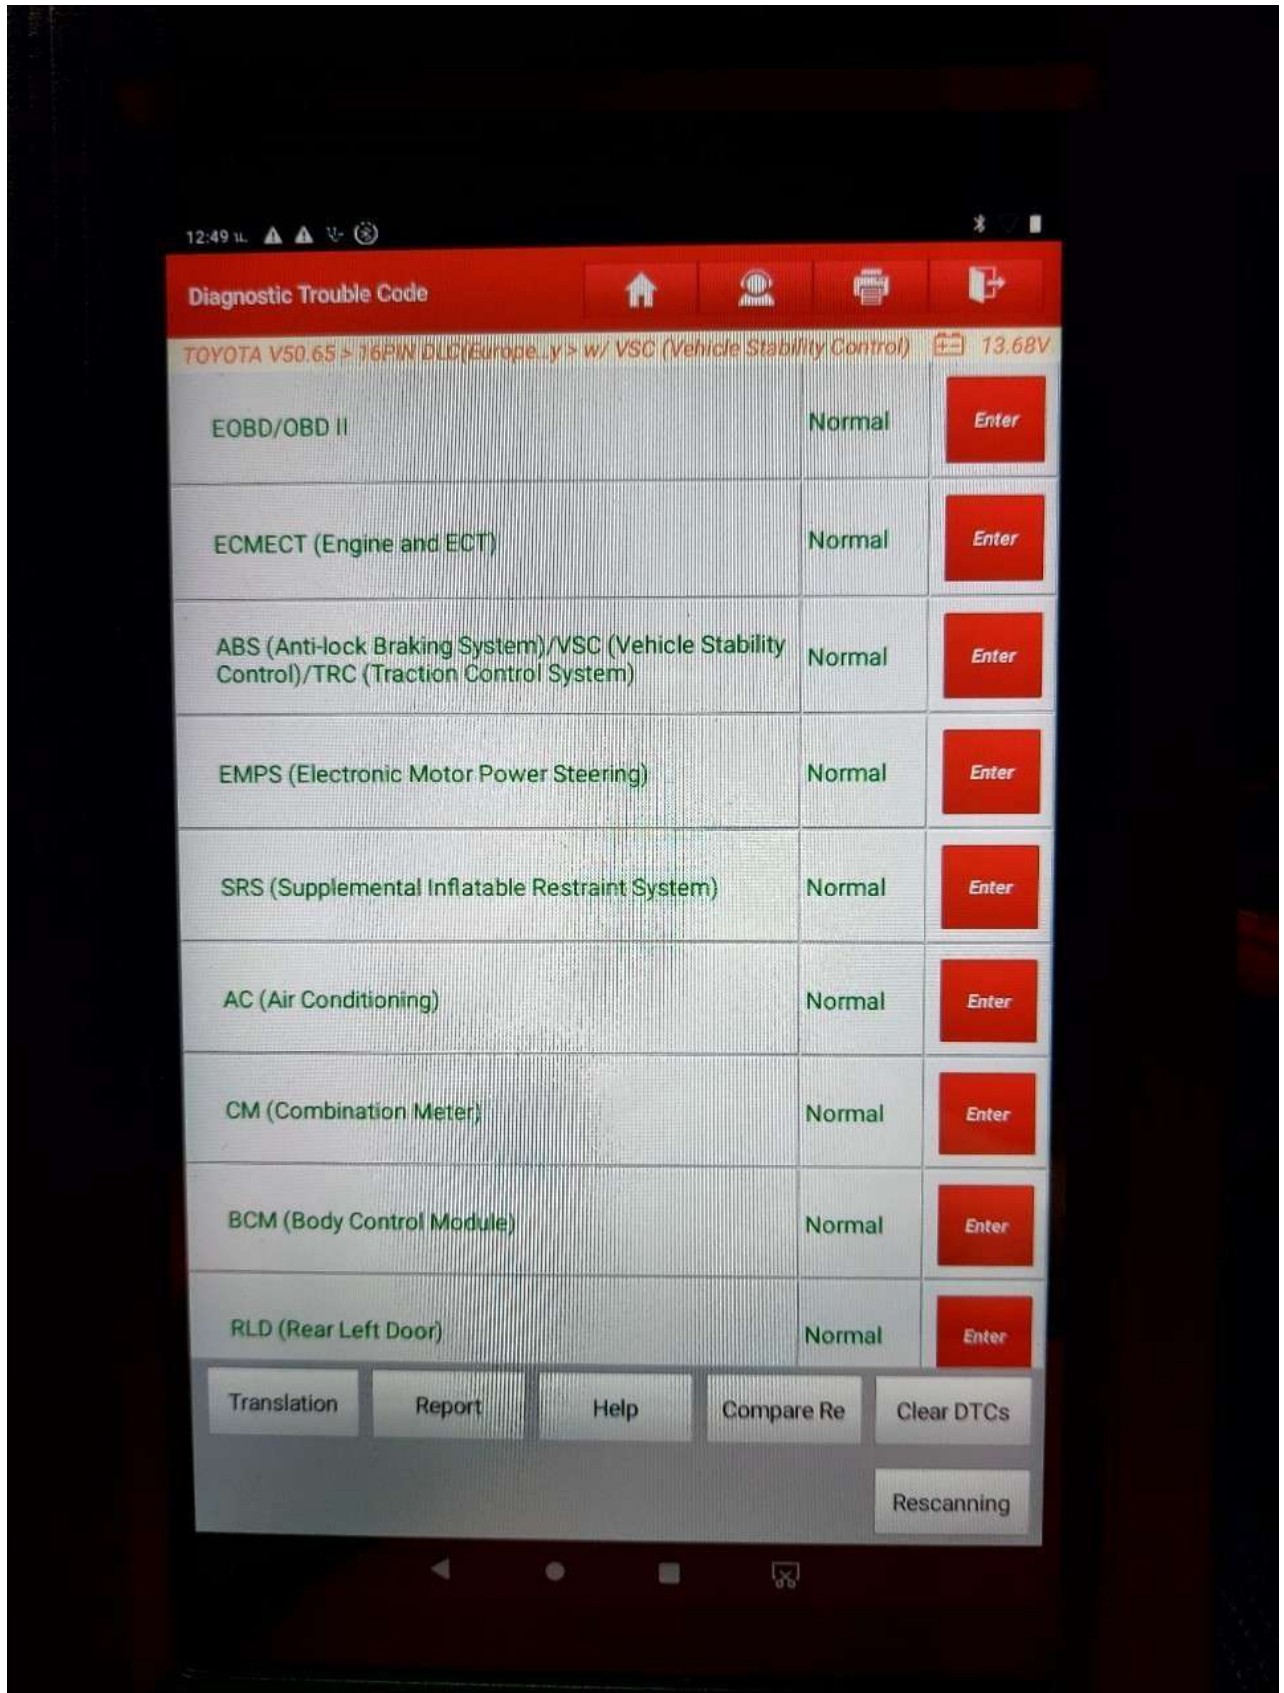 12:49 น.
Diagnostic Trouble Code
TOYOTA V50.65 > 16PIN DLC(Europe...y > w/ VSC (Vehicle Stability Control) 13.68V
EOBD/OBD II Normal Enter
ECMECT (Engine and ECT) Normal Enter
ABS (Anti-lock Braking System)/VSC (Vehicle Stability
Control)/TRC (Traction Control System) Normal Enter
EMPS (Electronic Motor Power Steering) Normal Enter
SRS (Supplemental Inflatable Restraint System) Normal Enter
AC (Air Conditioning) Normal Enter
CM (Combination Meter) Normal Enter
BCM (Body Control Module) Normal Enter
RLD (Rear Left Door) Normal Enter
Translation Report Help Compare Re Clear DTCs
Rescanning